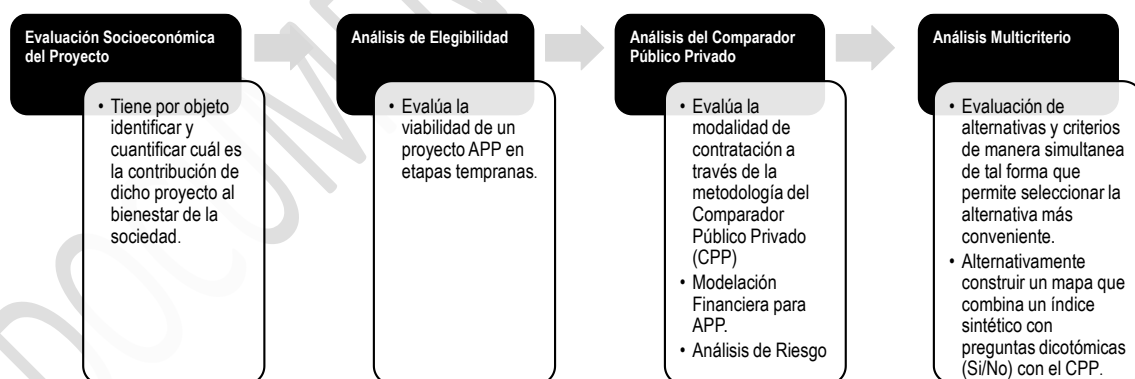 Evaluación Socioeconómica
del Proyecto
• Tiene por objeto
identificar y
cuantificar cuál es
la contribución de
dicho proyecto al
bienestar de la
sociedad.
Análisis de Elegibilidad
• Evalúa la
viabilidad de un
proyecto APP en
etapas tempranas.
Análisis del Comparador
Público Privado
• Evalúa la
modalidad de
contratación a
través de la
metodología del
Comparador
Público Privado
(CPP)
• Modelación
Financiera para
APP.
• Análisis de Riesgo
Análisis Multicriterio
• Evaluación de
alternativas y criterios
de manera simultanea
de tal forma que
permite seleccionar la
alternativa más
conveniente.
• Alternativamente
construir un mapa que
combina un índice
sintético con
preguntas dicotómicas
(Si/No) con el CPP.